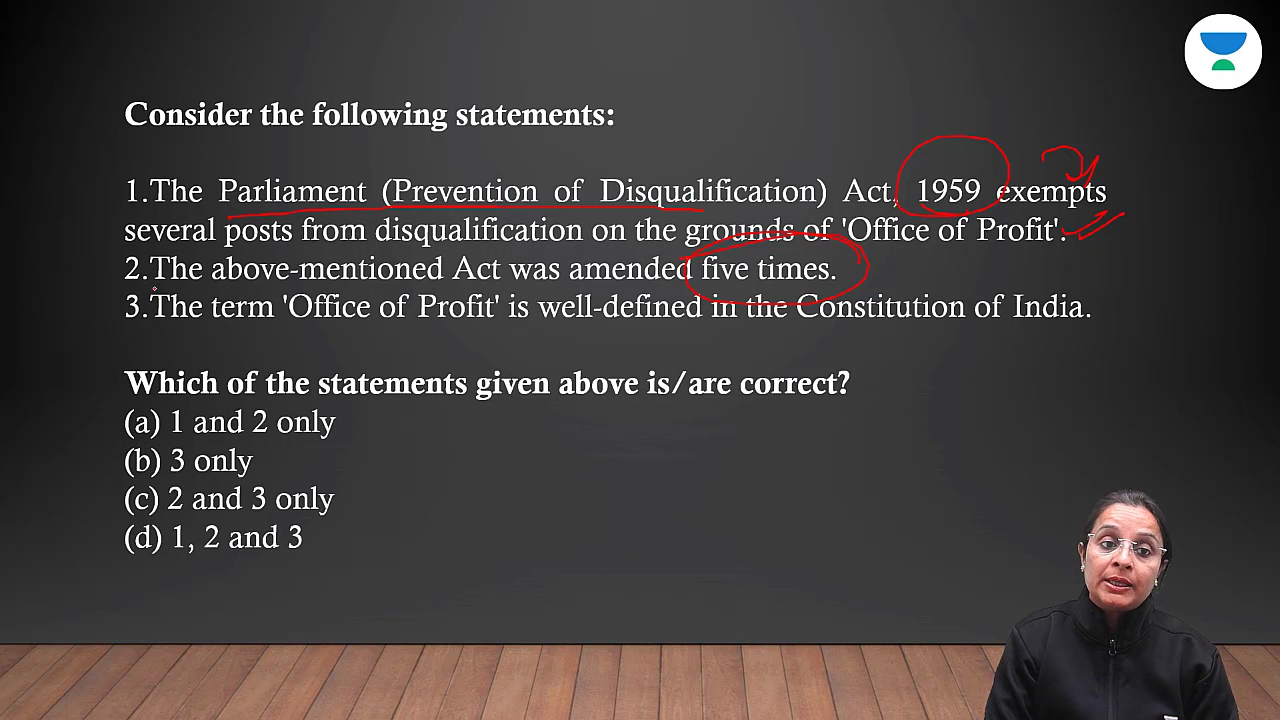 Consider the following statements:
1.The Parliament (Prevention of Disqualification) Act, 1959 exempts
several posts from disqualification on the grounds of 'Office of Profit'.
2.The above-mentioned Act was amended five times.
3.The term 'Office of Profit' is well-defined in the Constitution of India.
Which of the statements given above is/are correct?
(a) 1 and 2 only
(b) 3 only
(c) 2 and 3 only
(d) 1, 2 and 3